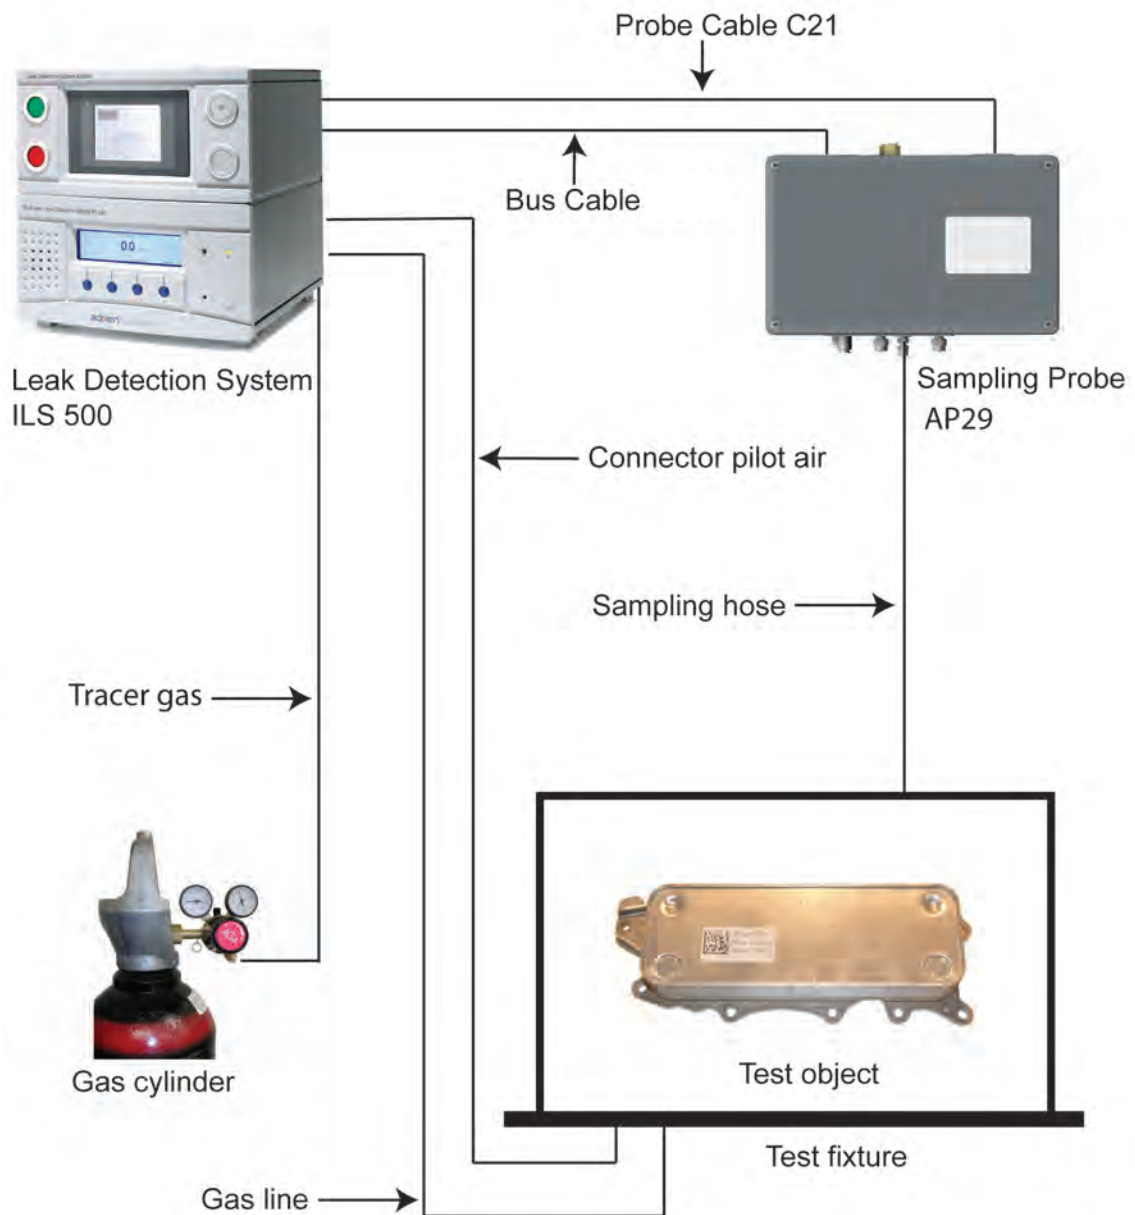 Probe Cable C21
Bus Cable
0.0
Leak Detection System
ILS 500
Sampling Probe
AP29
Connector pilot air
Sampling hose
Tracer gas
Gas cylinder
Test object
Test fixture
Gas line